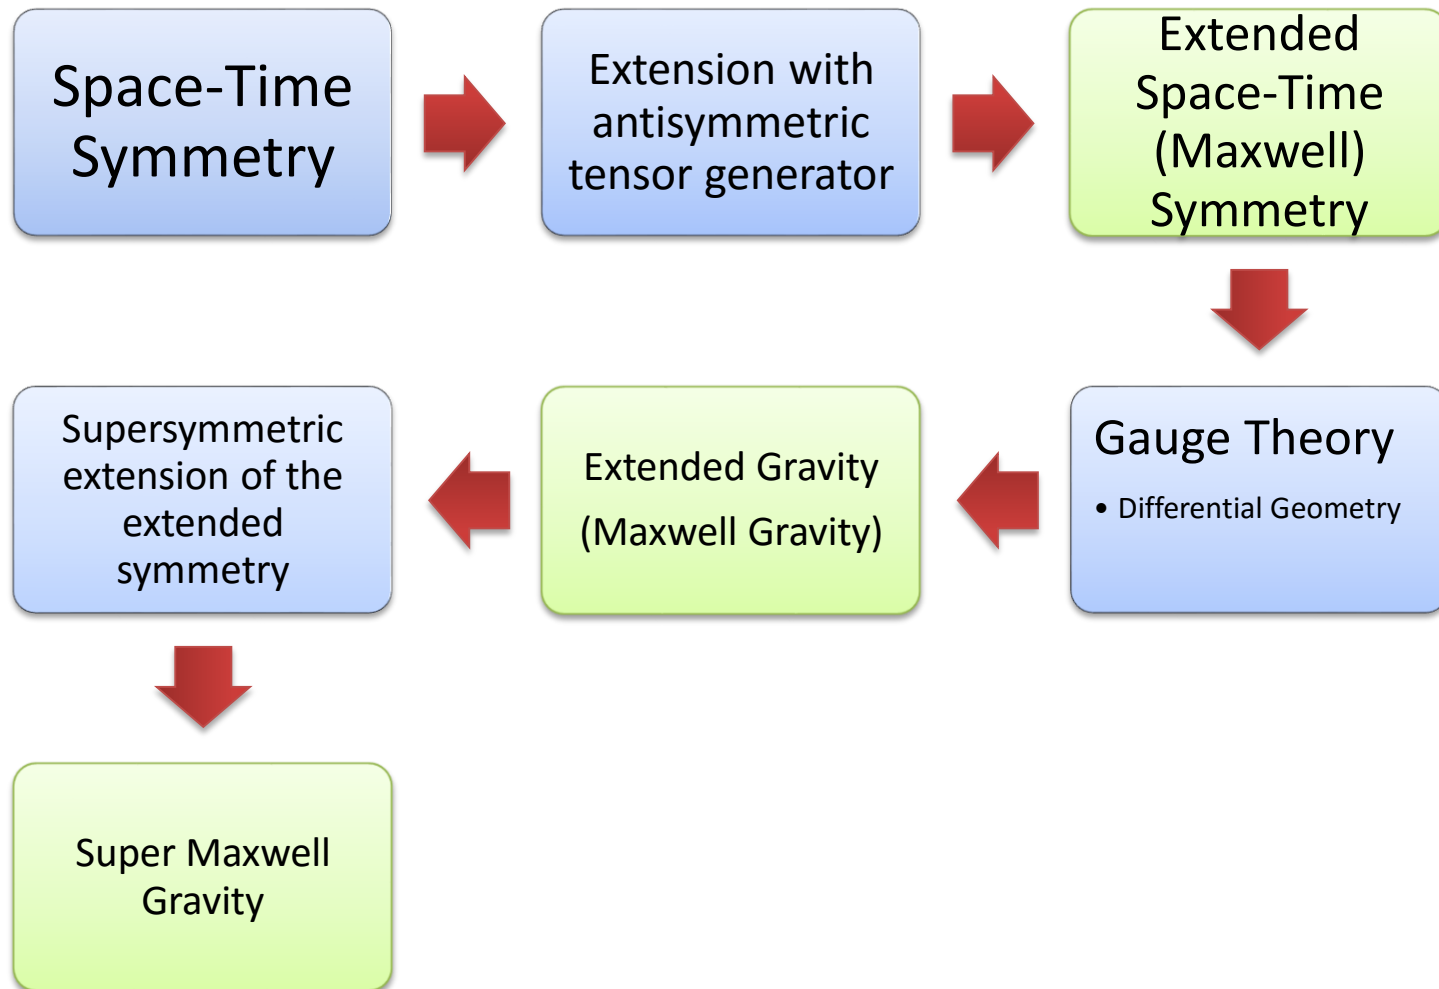 Space-Time
Symmetry
Extension with
antisymmetric
tensor generator
Extended
Space-Time
(Maxwell)
Symmetry
Gauge Theory
• Differential Geometry
Extended Gravity
(Maxwell Gravity)
Supersymmetric
extension of the
extended
symmetry
Super Maxwell
Gravity